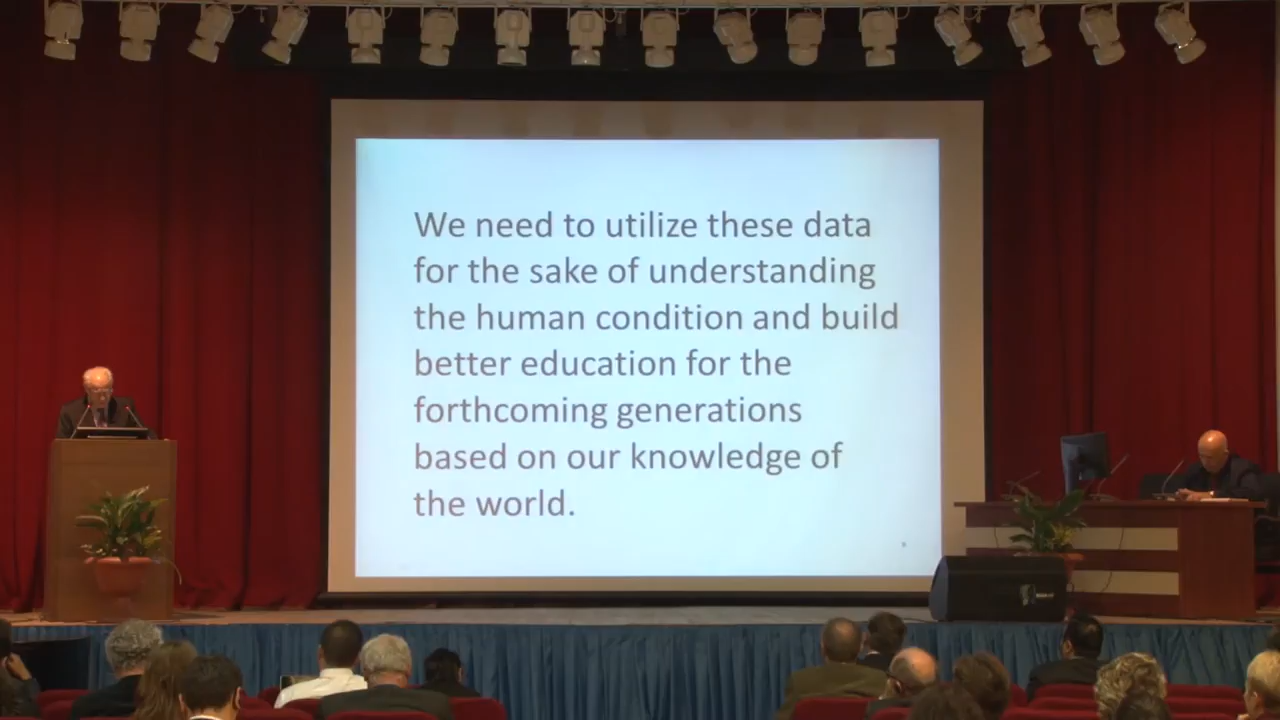 We need to utilize these data
for the sake of understanding
the human condition and build
better education for the
forthcoming generations
based on our knowledge of
the world.